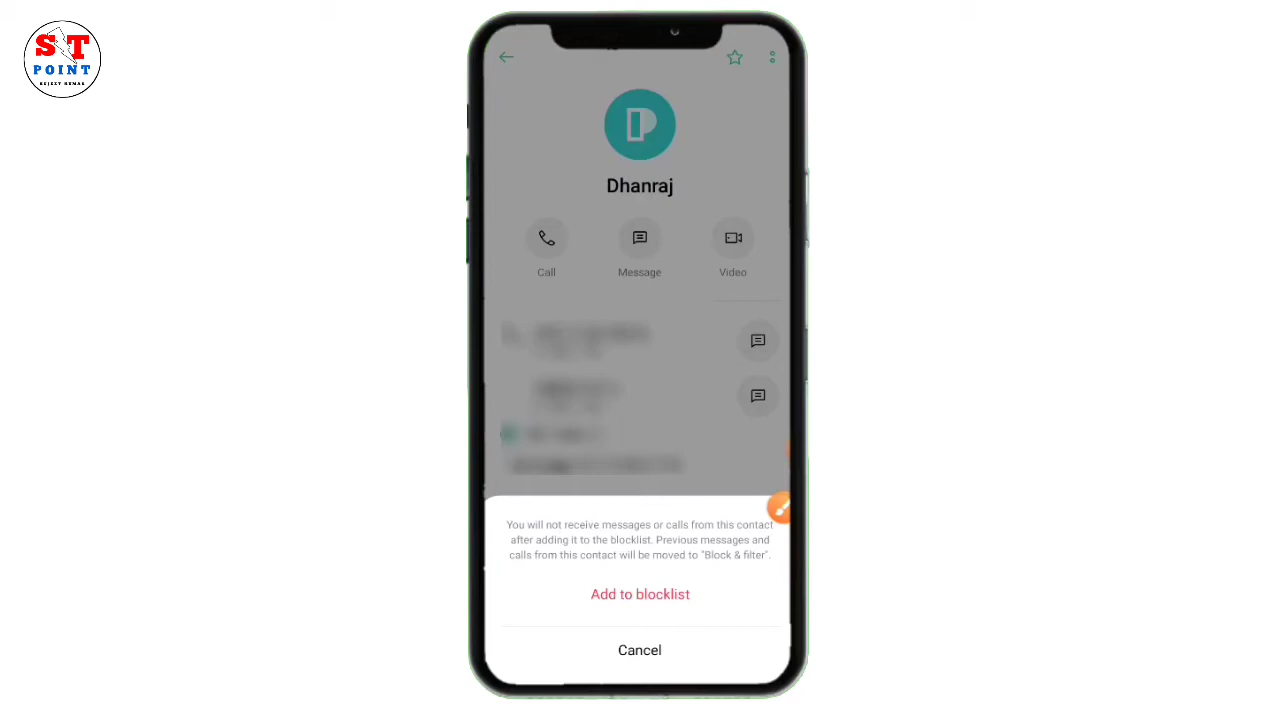 ST
POINT
Dhanraj
Call Message Video
You will not receive messages or calls from this contact
after adding it to the blocklist. Previous messages and
calls from this contact will be moved to "Block & filter".
Add to blocklist
Cancel